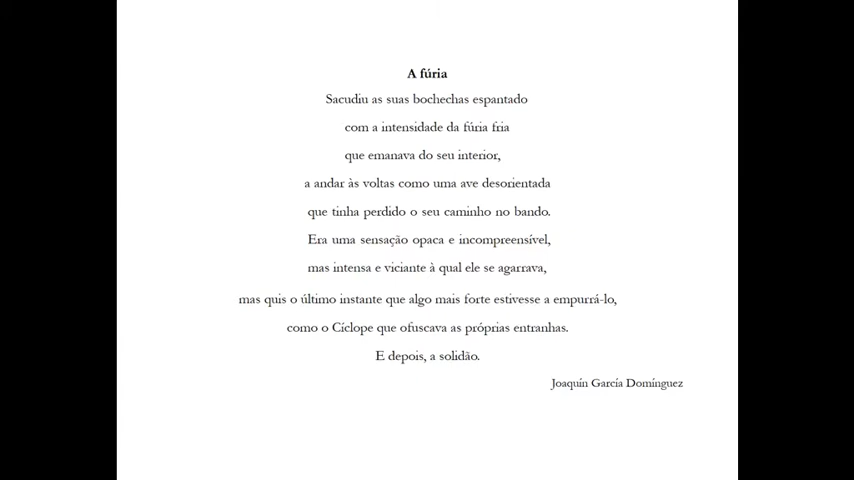 A fúria
Sacudiu as suas bochechas espantado
com a intensidade da fúria fria
que emanava do seu interior,
a andar às voltas como uma ave desorientada
que tinha perdido o seu caminho no bando.
Era uma sensação opaca e incompreensível,
mas intensa e viciante à qual ele se agarrava,
mas quis o último instante que algo mais forte estivesse a empurrá-lo,
como o Cíclope que ofuscava as próprias entranhas.
E depois, a solidão.
Joaquín García Domínguez